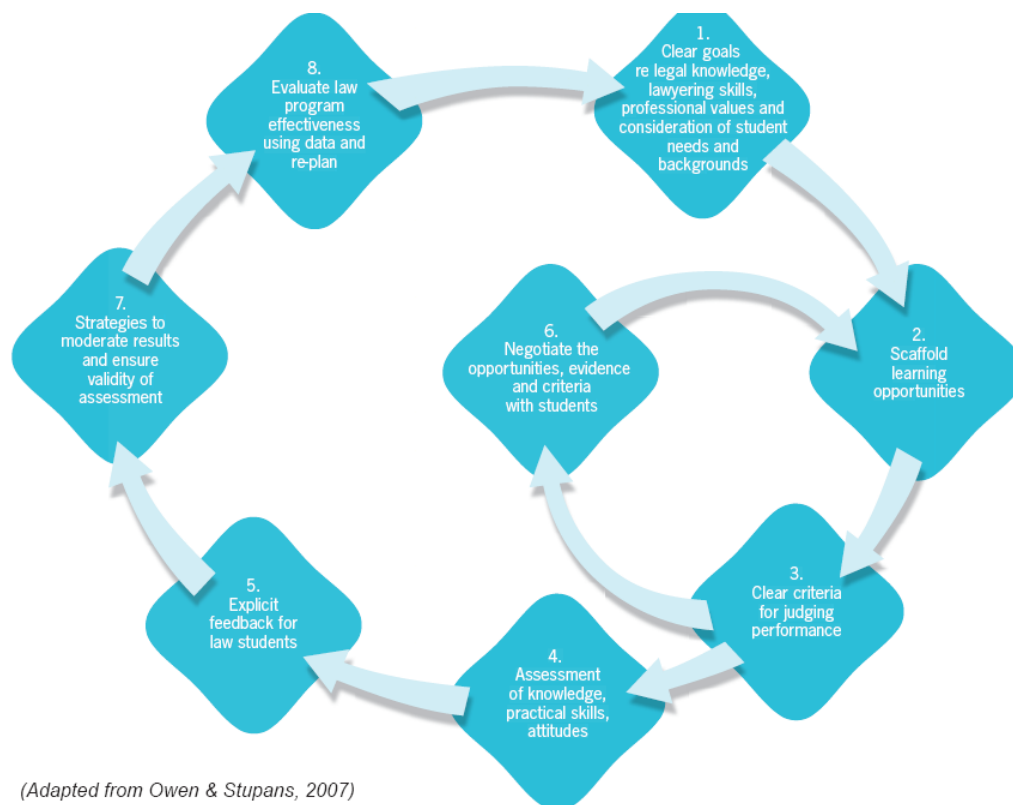 1.
Clear goals
re legal knowledge,
lawyering skills,
professional values and
consideration of student
needs and
backgrounds
2.
Scaffold
learning
opportunities
3.
Clear criteria
for judging
performance
4.
Assessment
of knowledge,
practical skills,
attitudes
5.
Explicit
feedback for
law students
6.
Negotiate the
opportunities, evidence
and criteria
with students
7.
Strategies to
moderate results
and ensure
validity of
assessment
8.
Evaluate law
program
effectiveness
using data and
re-plan
(Adapted from Owen & Stupans, 2007)